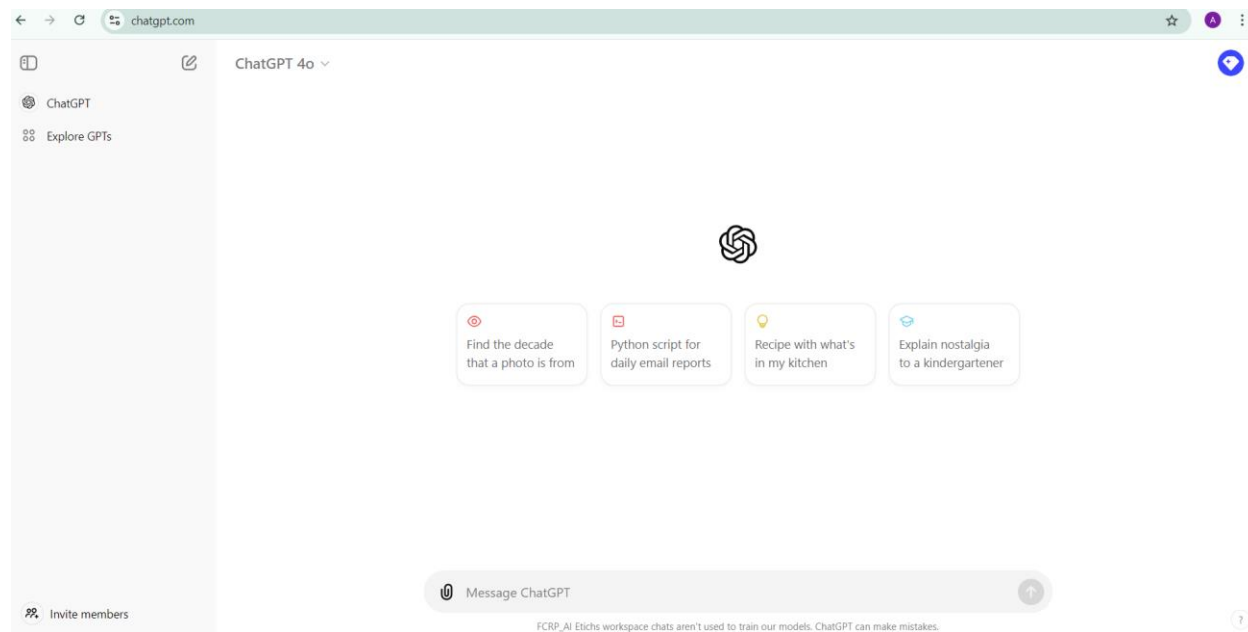 chatgpt.com
A
ChatGPT 4o
ChatGPT
Explore GPTs
Find the decade
that a photo is from
Python script for
daily email reports
Recipe with what's
in my kitchen
Explain nostalgia
to a kindergartener
Message ChatGPT
Invite members
FCRP_AI Etichs workspace chats aren't used to train our models. ChatGPT can make mistakes.
?